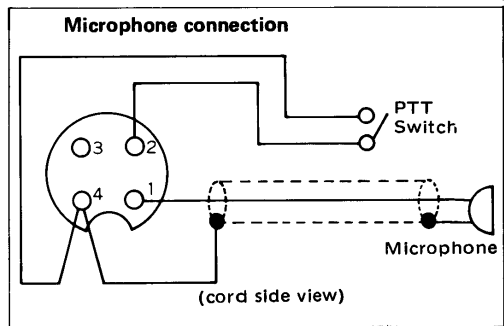 Microphone connection
PTT
Switch
3
2
4
1
Microphone
(cord side view)